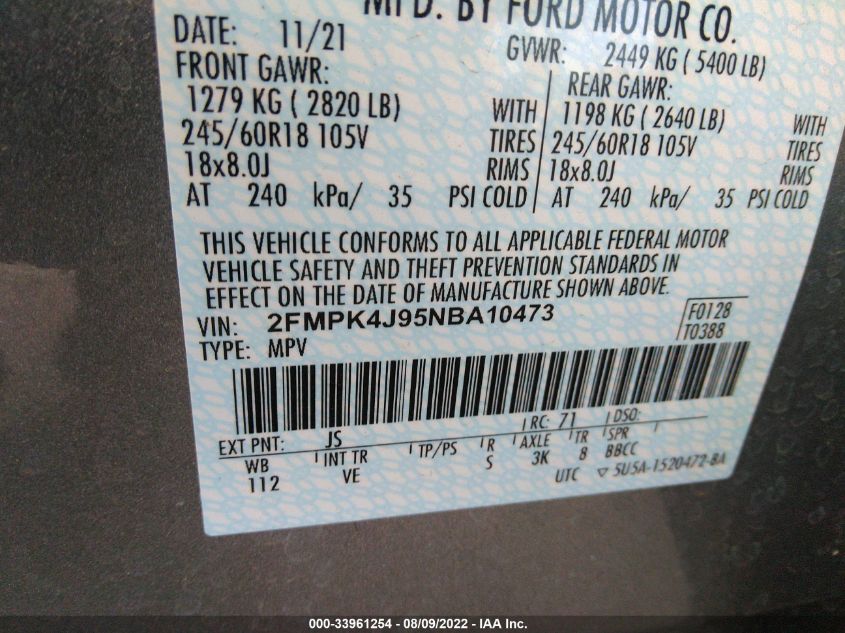 MFD. BY FORD MOTOR CO.
DATE: 11/21 GVWR: 2449 KG ( 5400 LB)
FRONT GAWR: REAR GAWR:
1279 KG ( 2820 LB) WITH 1198 KG ( 2640 LB) WITH
245/60R18 105V TIRES 245/60R18 105V TIRES
18x8.0J RIMS 18x8.0J RIMS
AT 240 kPa/ 35 PSI COLD AT 240 kPa/ 35 PSI COLD
THIS VEHICLE CONFORMS TO ALL APPLICABLE FEDERAL MOTOR
VEHICLE SAFETY AND THEFT PREVENTION STANDARDS IN
EFFECT ON THE DATE OF MANUFACTURE SHOWN ABOVE.
VIN: 2FMPK4J95NBA10473 F0128
TYPE: MPV T0388
EXT PNT: JS RC: 71 DSO:
WB INT TR TP/PS R AXLE TR SPR
112 VE S 3K 8 BBCC
UTC ▽ 5U5A-1520472-BA
000-33961254 - 08/09/2022 - IAA Inc.